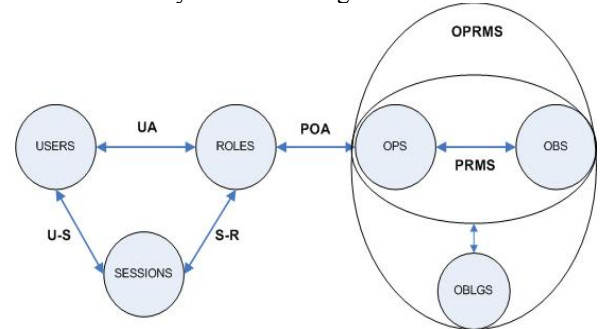 OPRMS
UA
POA
USERS
ROLES
OPS
OBS
PRMS
U-S
S-R
SESSIONS
OBLGS